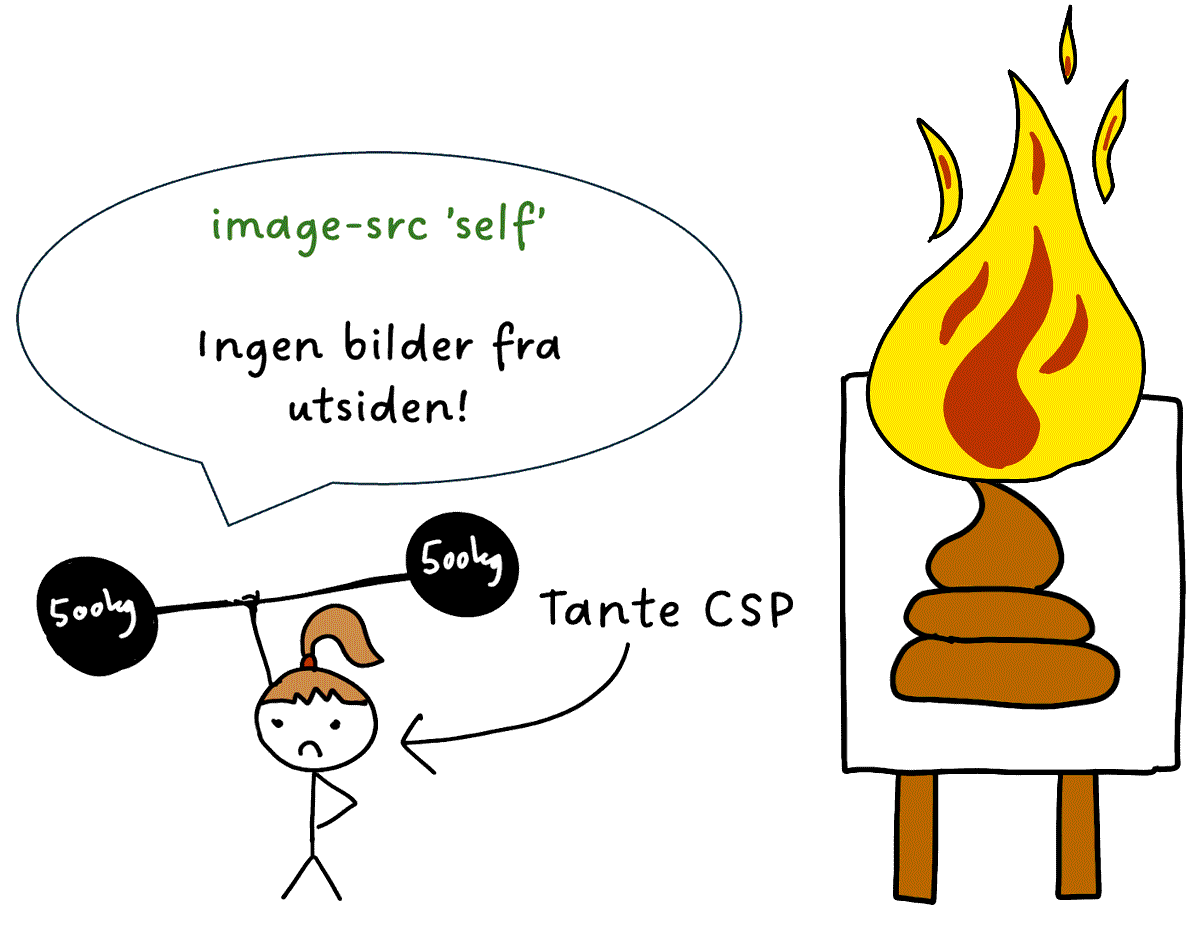 image-src 'self'
Ingen bilder fra
utsiden!
500kg
500kg
Tante CSP